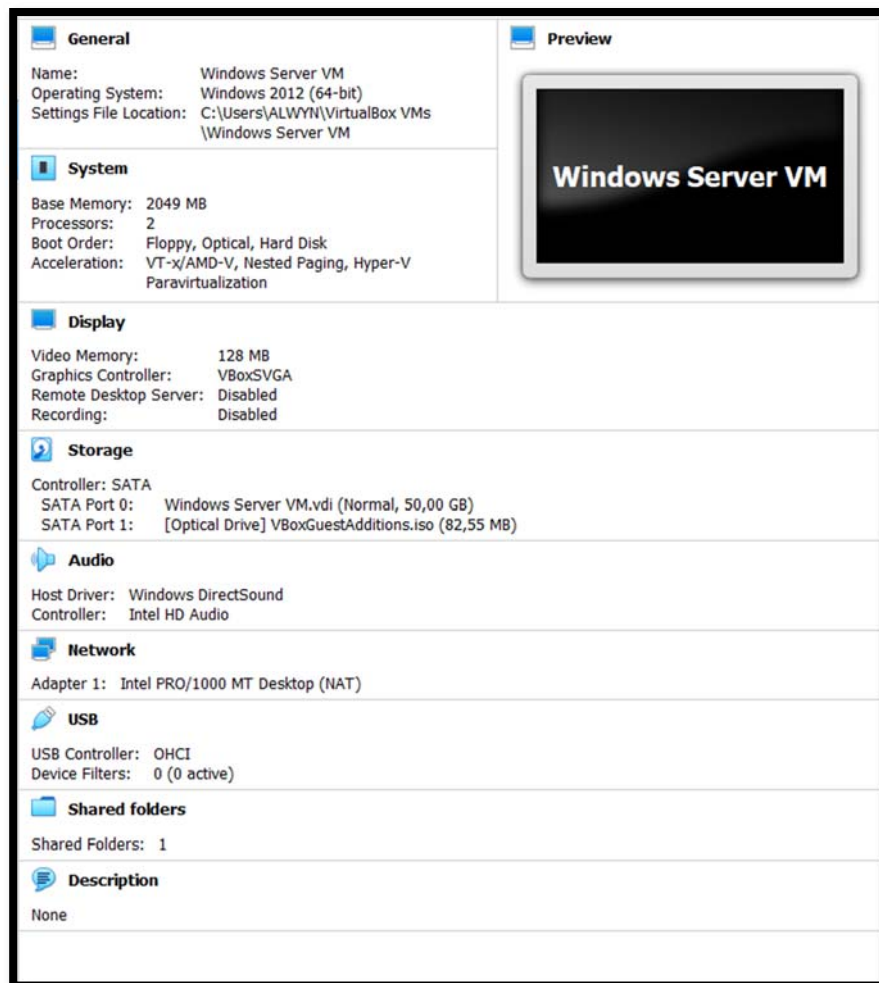 General
Name: Windows Server VM
Operating System: Windows 2012 (64-bit)
Settings File Location: C:\Users\ALWYN\VirtualBox VMs
\Windows Server VM
Preview
Windows Server VM
System
Base Memory: 2049 MB
Processors: 2
Boot Order: Floppy, Optical, Hard Disk
Acceleration: VT-x/AMD-V, Nested Paging, Hyper-V
Paravirtualization
Display
Video Memory: 128 MB
Graphics Controller: VBoxSVGA
Remote Desktop Server: Disabled
Recording: Disabled
Storage
Controller: SATA
SATA Port 0: Windows Server VM.vdi (Normal, 50,00 GB)
SATA Port 1: [Optical Drive] VBoxGuestAdditions.iso (82,55 MB)
Audio
Host Driver: Windows DirectSound
Controller: Intel HD Audio
Network
Adapter 1: Intel PRO/1000 MT Desktop (NAT)
USB
USB Controller: OHCI
Device Filters: 0 (0 active)
Shared folders
Shared Folders: 1
Description
None